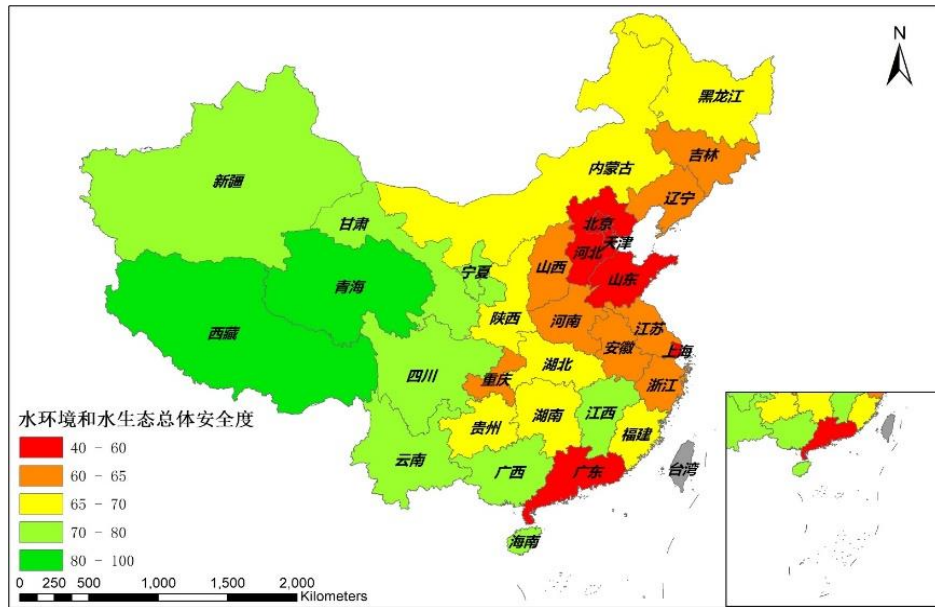 N
黑龙江
吉林
辽宁
内蒙古
新疆
甘肃
北京
天津
河北
山西
山东
宁夏
青海
陕西
河南
江苏
西藏
安徽
上海
四川
重庆
湖北
浙江
湖南
江西
贵州
福建
云南
广西
广东
台湾
海南
水环境和水生态总体安全度
40 - 60
60 - 65
65 - 70
70 - 80
80 - 100
0 250 500 1,000 1,500 2,000
Kilometers